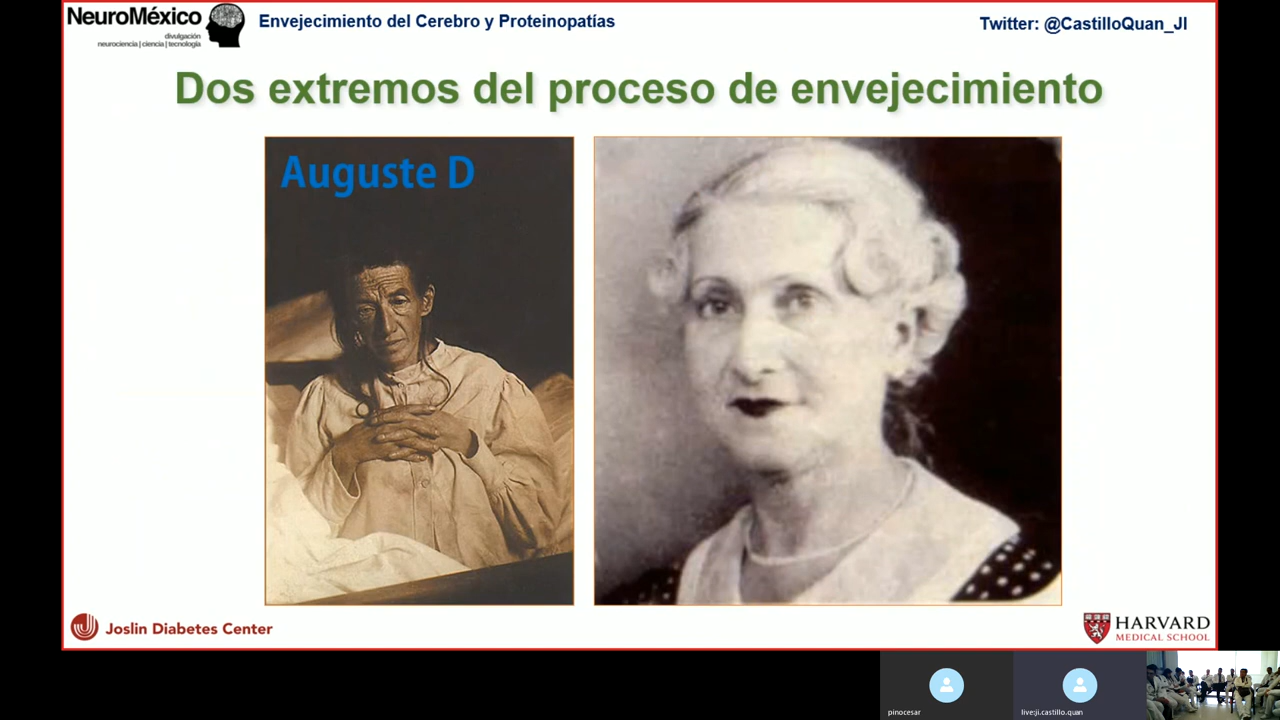 NeuroMéxico
divulgación
neurociencia | ciencia | tecnología
Envejecimiento del Cerebro y Proteinopatías
Twitter: @CastilloQuan_JI
Dos extremos del proceso de envejecimiento
Auguste D
Joslin Diabetes Center
HARVARD
MEDICAL SCHOOL
pinocesar
live:ji.castillo.quan